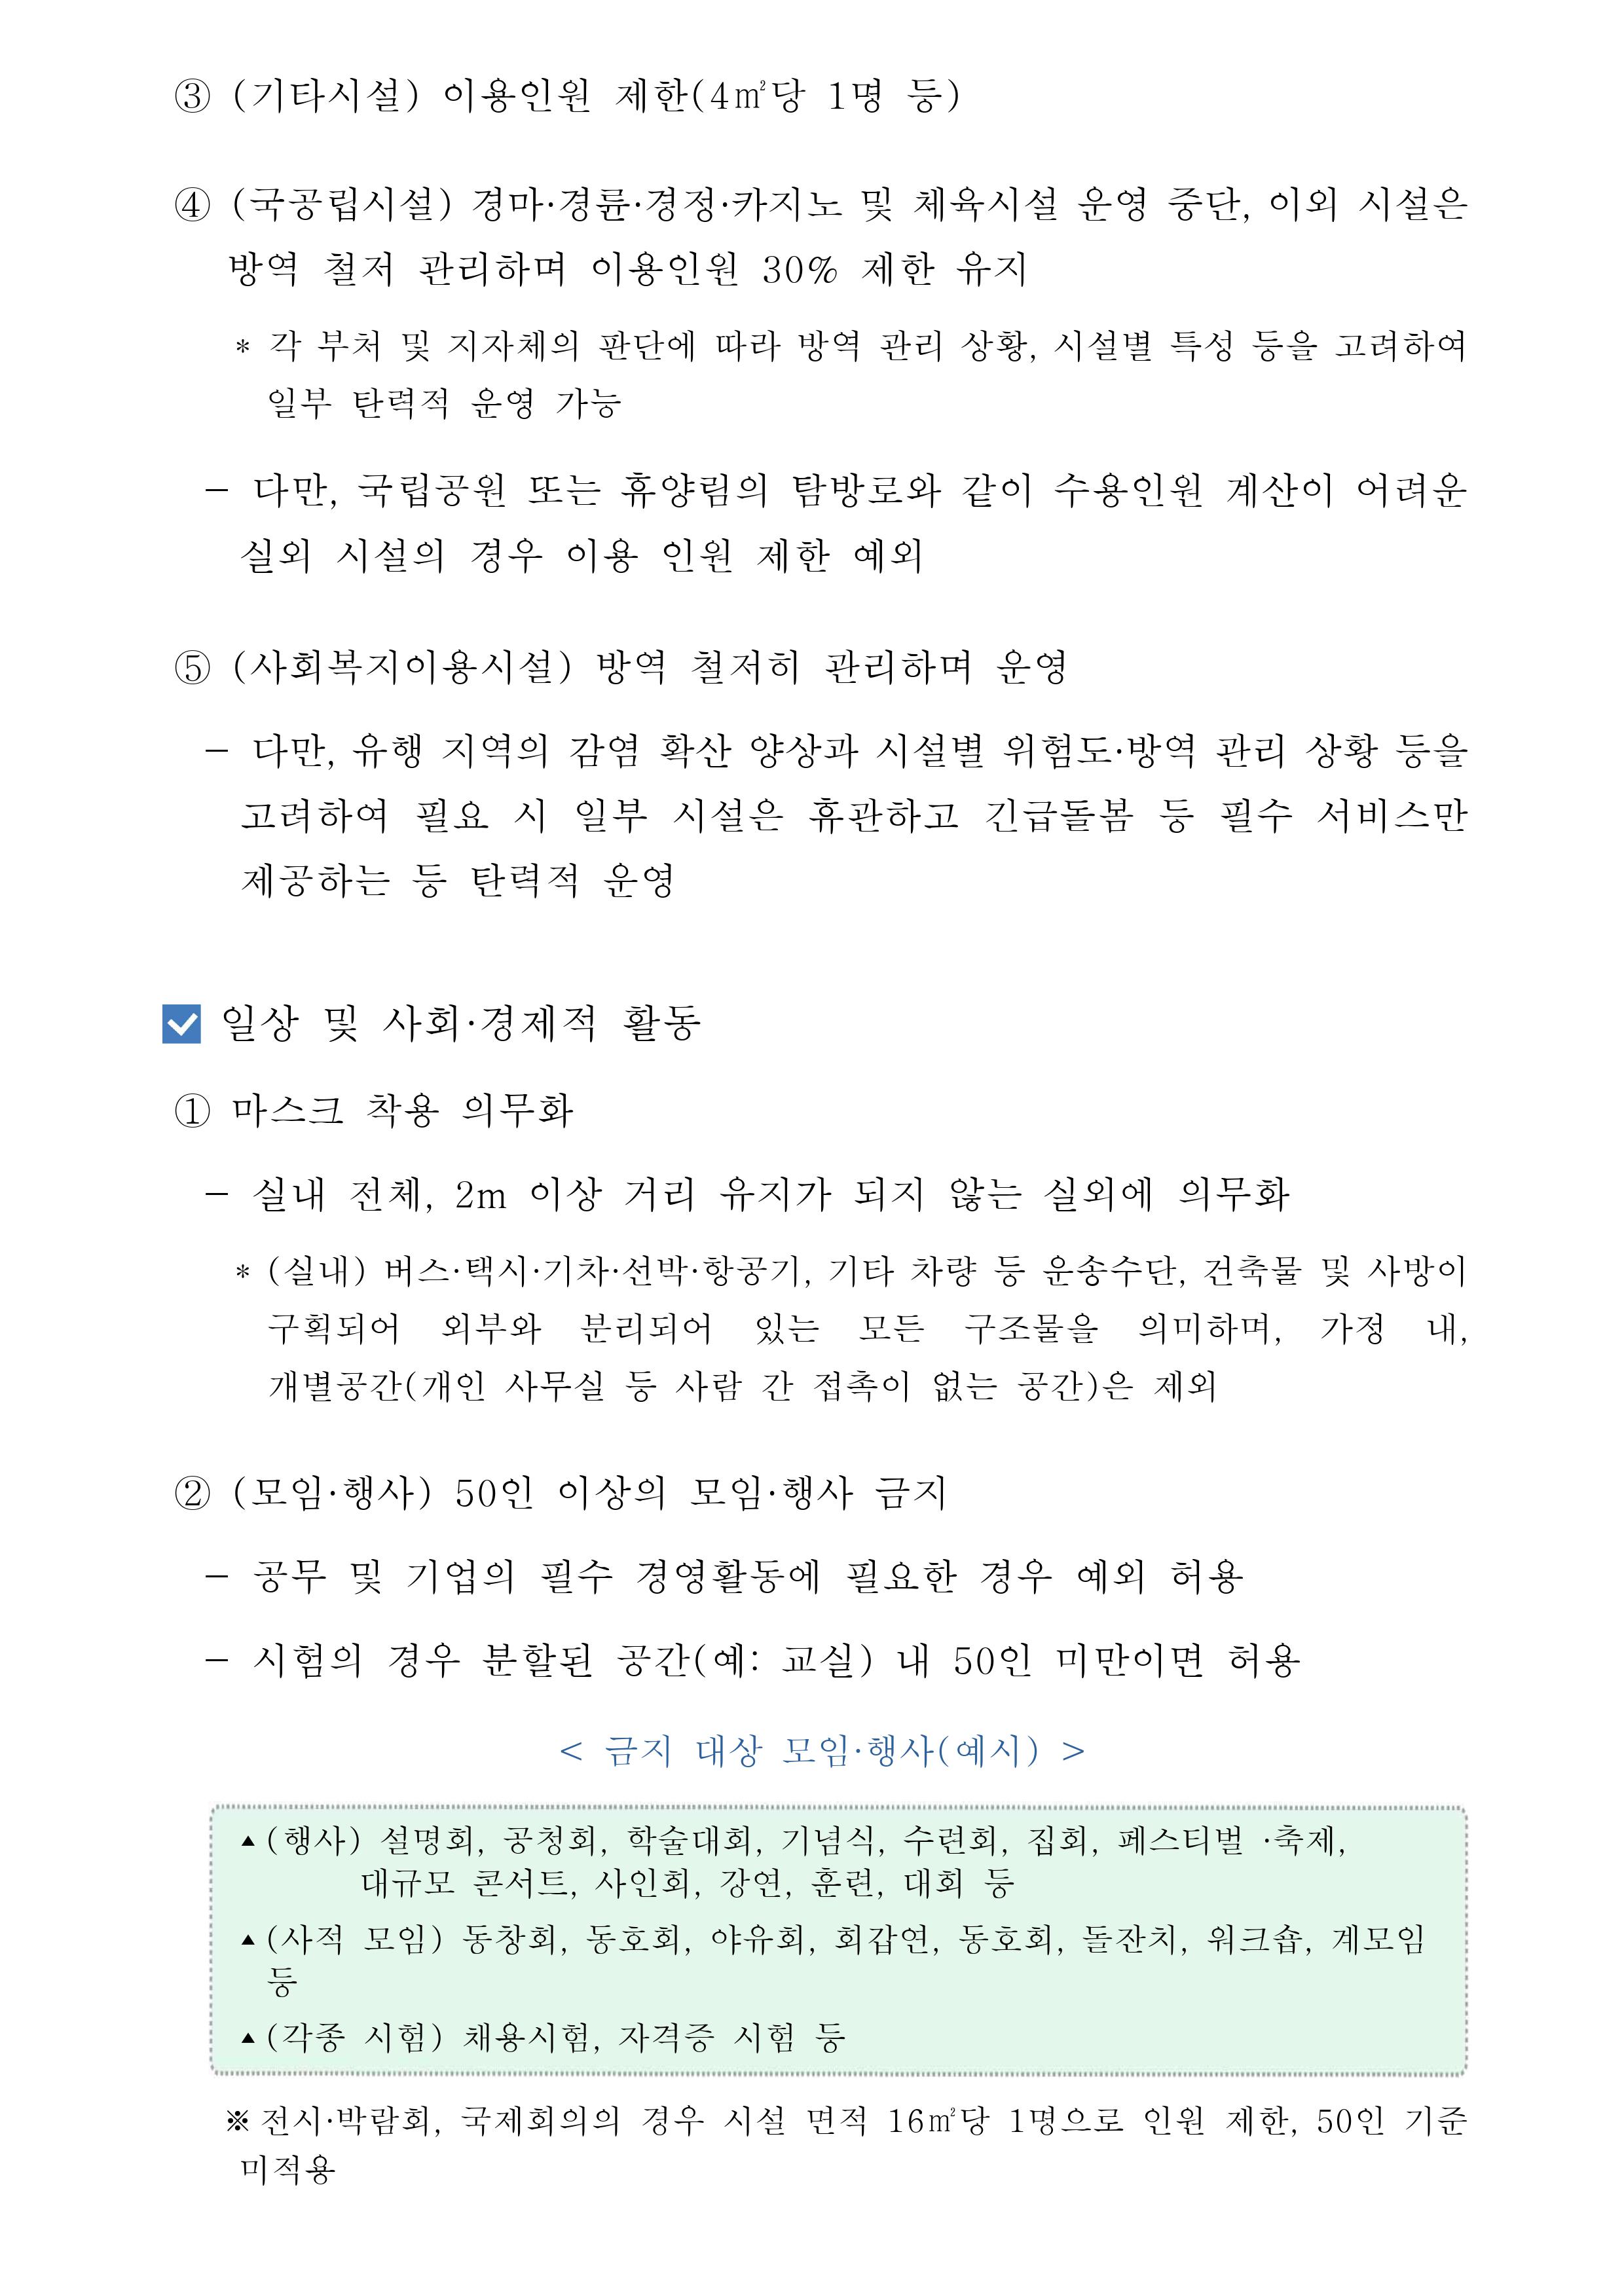 ③ (기타시설) 이용인원 제한(4㎡당 1명 등)
④ (국공립시설) 경마·경륜·경정·카지노 및 체육시설 운영 중단, 이외 시설은
방역 철저 관리하며 이용인원 30% 제한 유지
* 각 부처 및 지자체의 판단에 따라 방역 관리 상황, 시설별 특성 등을 고려하여
일부 탄력적 운영 가능
- 다만, 국립공원 또는 휴양림의 탐방로와 같이 수용인원 계산이 어려운
실외 시설의 경우 이용 인원 제한 예외
⑤ (사회복지이용시설) 방역 철저히 관리하며 운영
- 다만, 유행 지역의 감염 확산 양상과 시설별 위험도·방역 관리 상황 등을
고려하여 필요 시 일부 시설은 휴관하고 긴급돌봄 등 필수 서비스만
제공하는 등 탄력적 운영
일상 및 사회·경제적 활동
① 마스크 착용 의무화
- 실내 전체, 2m 이상 거리 유지가 되지 않는 실외에 의무화
* (실내) 버스·택시·기차·선박·항공기, 기타 차량 등 운송수단, 건축물 및 사방이
구획되어 외부와 분리되어 있는 모든 구조물을 의미하며, 가정 내,
개별공간(개인 사무실 등 사람 간 접촉이 없는 공간)은 제외
② (모임·행사) 50인 이상의 모임·행사 금지
- 공무 및 기업의 필수 경영활동에 필요한 경우 예외 허용
- 시험의 경우 분할된 공간(예: 교실) 내 50인 미만이면 허용
< 금지 대상 모임·행사(예시) >
▲ (행사) 설명회, 공청회, 학술대회, 기념식, 수련회, 집회, 페스티벌 ·축제,
대규모 콘서트, 사인회, 강연, 훈련, 대회 등
▲ (사적 모임) 동창회, 동호회, 야유회, 회갑연, 동호회, 돌잔치, 워크숍, 계모임
등
▲ (각종 시험) 채용시험, 자격증 시험 등
※ 전시·박람회, 국제회의의 경우 시설 면적 16㎡당 1명으로 인원 제한, 50인 기준
미적용